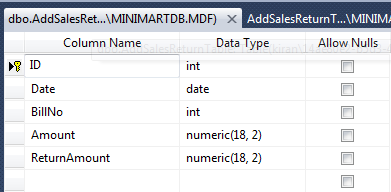 dbo.AddSalesRet...\MINIMARTDB.MDF) AddSalesReturnT...\MINIMA
Column Name Data Type Allow Nulls
ID int
Date date
BillNo int
Amount numeric(18, 2)
ReturnAmount numeric(18, 2)